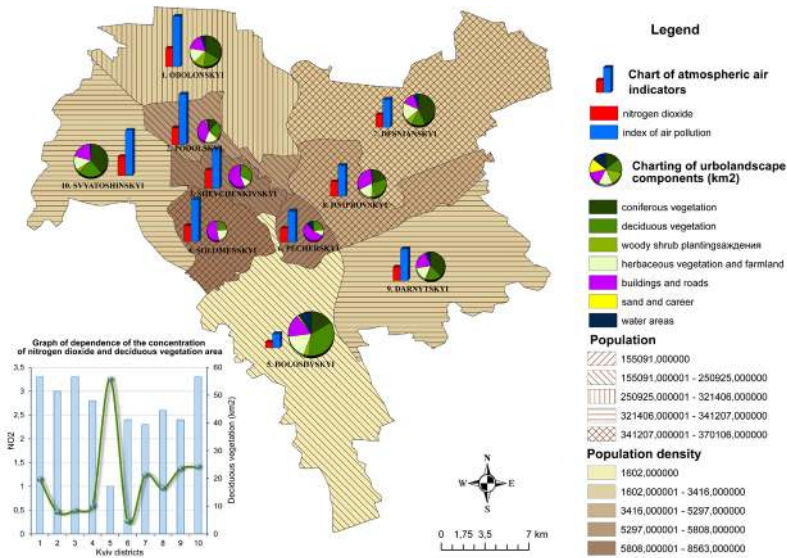 Legend
Chart of atmospheric air
indicators
nitrogen dioxide
index of air pollution
Charting of urbolandscape
components (km2)
coniferous vegetation
deciduous vegetation
woody shrub plantingsаждения
herbaceous vegetation and farmland
buildings and roads
sand and career
water areas
Population
155091,000000
155091,000001 - 250925,000000
250925,000001 - 321406,000000
321406,000001 - 341207,000000
341207,000001 - 370106,000000
Population density
1602,000000
1602,000001 - 3416,000000
3416,000001 - 5297,000000
5297,000001 - 5808,000000
5808,000001 - 8563,000000
1. OBOLONSKYI
2. PODOLSKYI
7. DESNIANSKYI
10. SVYATOSHINSKYI
SHEVCHENKIVSKYI
8. DNIPROVSKYI
4. SOLOMENSKYI
6. PECHERSKYI
9. DARNYTSKYI
5. HOLOSIIVSKYI
Graph of dependence of the concentration
of nitrogen dioxide and deciduous vegetation area
NO2
3,5
3
2,5
2
1,5
1
0,5
0
60
50
40
30
20
10
0
Deciduous vegetation (km2)
1 2 3 4 5 6 7 8 9 10
Kviv districts
N
W E
S
0 1,75 3,5 7 km